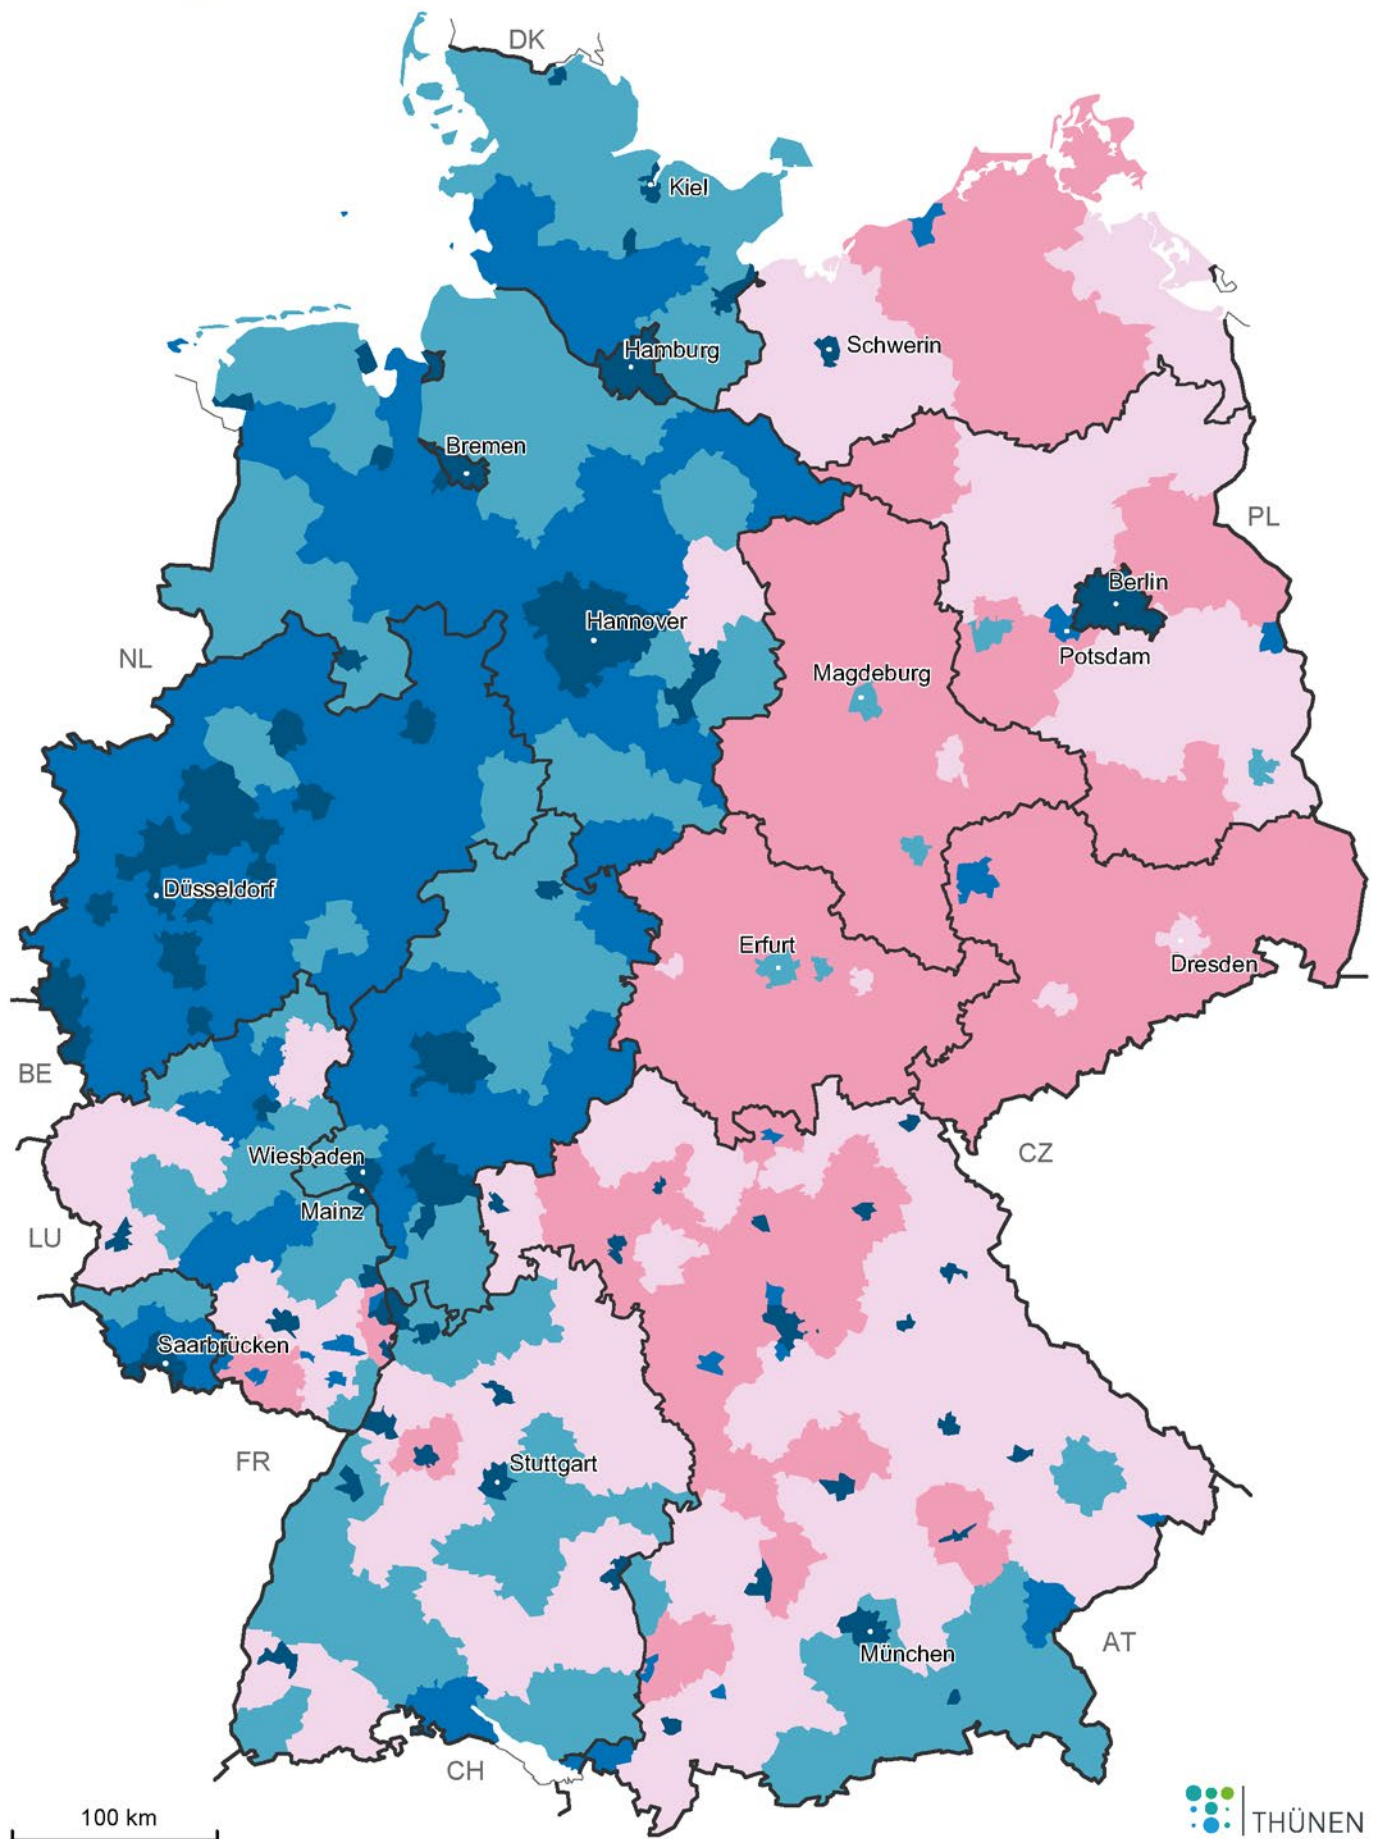 DK
Kiel
Schwerin
Hamburg
Bremen
PL
Berlin
Hannover
NL
Potsdam
Magdeburg
Düsseldorf
Erfurt
Dresden
BE
Wiesbaden
CZ
Mainz
LU
Saarbrücken
FR
Stuttgart
AT
München
CH
100 km
THÜNEN